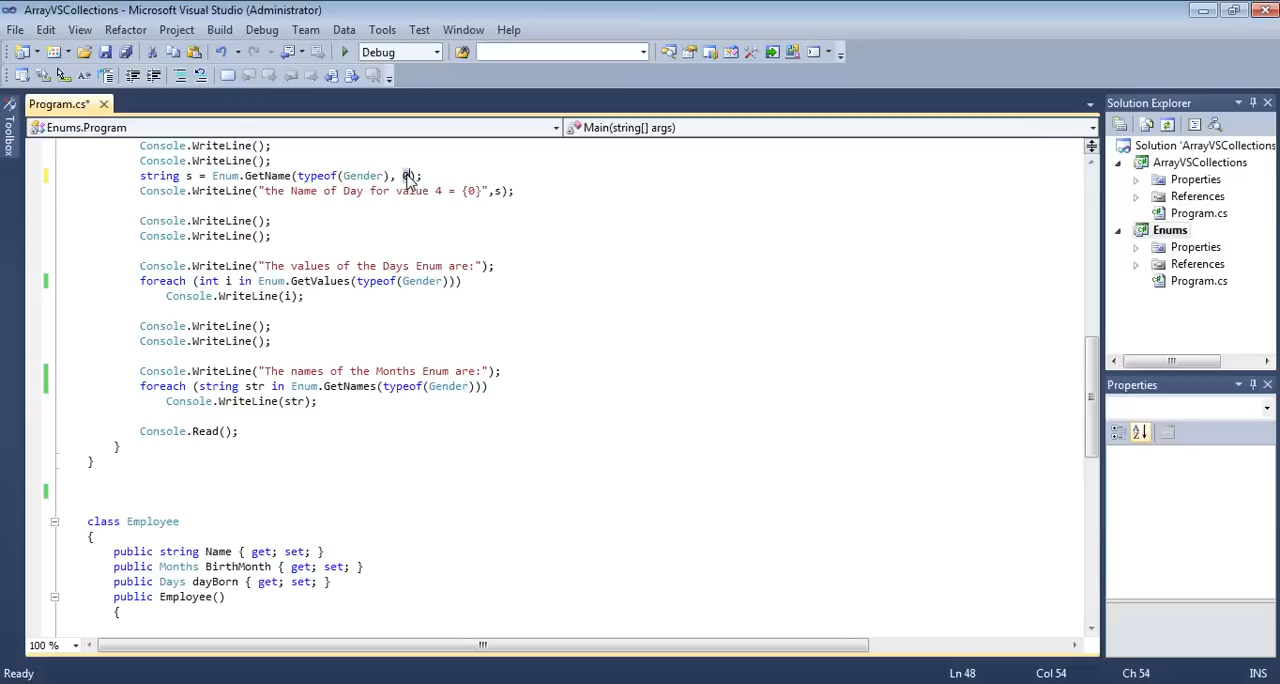 ArrayVSCollections - Microsoft Visual Studio (Administrator)
File Edit View Refactor Project Build Debug Team Data Tools Test Window Help
Debug
Program.cs*
Solution Explorer
Enums.Program
Main(string[] args)
Toolbox
Console.WriteLine();
Console.WriteLine();
string s = Enum.GetName(typeof(Gender), );
Console.WriteLine("the Name of Day for value 4 = {0}",s);
Console.WriteLine();
Console.WriteLine();
Console.WriteLine("The values of the Days Enum are:");
foreach (int i in Enum.GetValues(typeof(Gender)))
Console.WriteLine(i);
Console.WriteLine();
Console.WriteLine();
Console.WriteLine("The names of the Months Enum are:");
foreach (string str in Enum.GetNames(typeof(Gender)))
Console.WriteLine(str);
Console.Read();
}
}
class Employee
{
public string Name { get; set; }
public Months BirthMonth { get; set; }
public Days dayBorn { get; set; }
public Employee()
{
Solution 'ArrayVSCollections
ArrayVSCollections
Properties
References
Program.cs
Enums
Properties
References
Program.cs
Properties
100 %
Ready
Ln 48
Col 54
Ch 54
INS